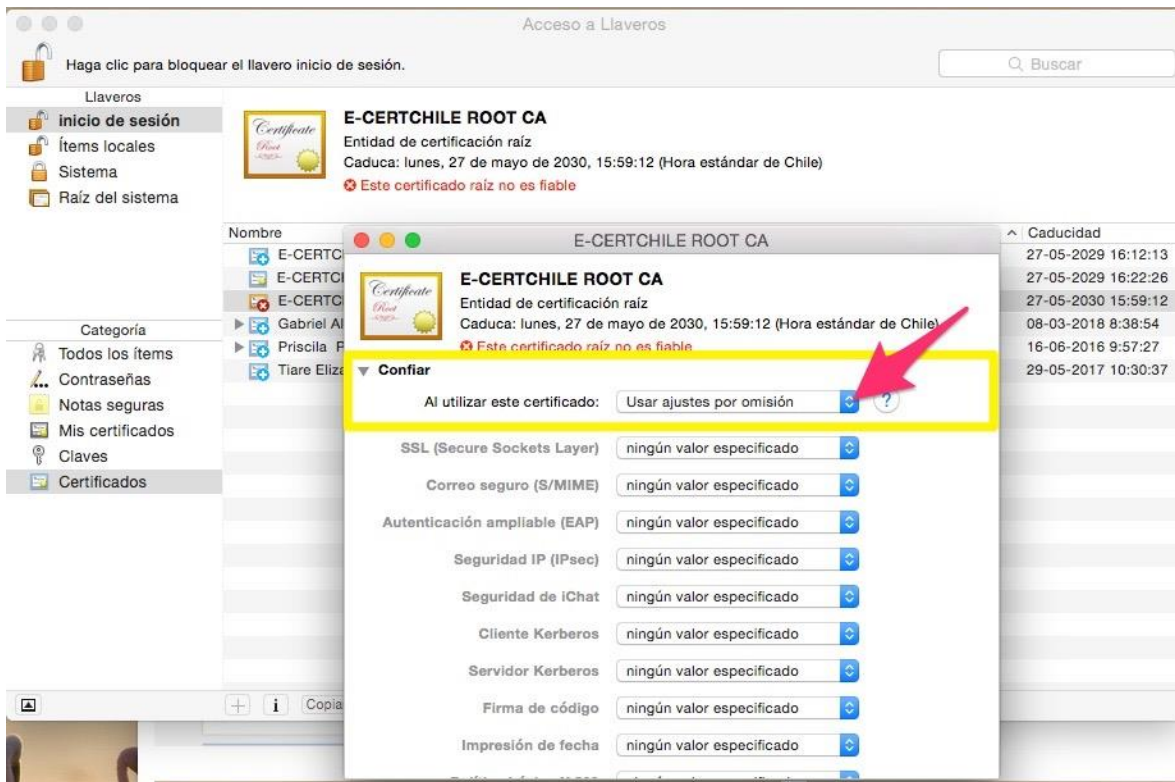 Acceso a Llaveros
Haga clic para bloquear el llavero inicio de sesión.
Buscar
Llaveros
inicio de sesión
Ítems locales
Sistema
Raíz del sistema
Certificate
Root
E-CERTCHILE ROOT CA
Entidad de certificación raíz
Caduca: lunes, 27 de mayo de 2030, 15:59:12 (Hora estándar de Chile)
Este certificado raíz no es fiable
Nombre
Caducidad
E-CERTC
27-05-2029 16:12:13
E-CERTC
27-05-2029 16:22:26
E-CERTC
27-05-2030 15:59:12
Gabriel Al
Priscila P
16-06-2016 9:57:27
Tiare Eliza
29-05-2017 10:30:37
Categoría
Todos los ítems
Contraseñas
Notas seguras
Mis certificados
Claves
Certificados
Copia
E-CERTCHILE ROOT CA
Certificate
Root
E-CERTCHILE ROOT CA
Entidad de certificación raíz
Caduca: lunes, 27 de mayo de 2030, 15:59:12 (Hora estándar de Chile)
Este certificado raíz no es fiable
Confiar
Al utilizar este certificado: Usar ajustes por omisión ?
SSL (Secure Sockets Layer) ningún valor especificado
Correo seguro (S/MIME) ningún valor especificado
Autenticación ampliable (EAP) ningún valor especificado
Seguridad IP (IPsec) ningún valor especificado
Seguridad de iChat ningún valor especificado
Cliente Kerberos ningún valor especificado
Servidor Kerberos ningún valor especificado
Firma de código ningún valor especificado
Impresión de fecha ningún valor especificado